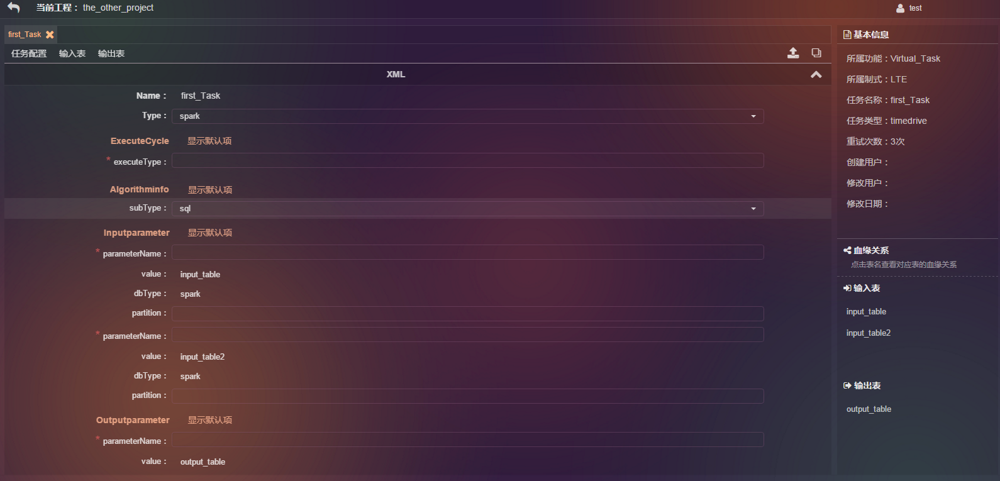 当前工程： the_other_project
test
first_Task
任务配置 输入表 输出表
XML
Name： first_Task
Type： spark
ExecuteCycle 显示默认项
* executeType：
Algorithminfo 显示默认项
subType： sql
Inputparameter 显示默认项
* parameterName：
value： input_table
dbType： spark
partition：
* parameterName：
value： input_table2
dbType： spark
partition：
Outputparameter 显示默认项
* parameterName：
value： output_table
基本信息
所属功能：Virtual_Task
所属制式：LTE
任务名称：first_Task
任务类型：timedrive
重试次数：3次
创建用户：
修改用户：
修改日期：
血缘关系
点击表名查看对应表的血缘关系
输入表
input_table
input_table2
输出表
output_table